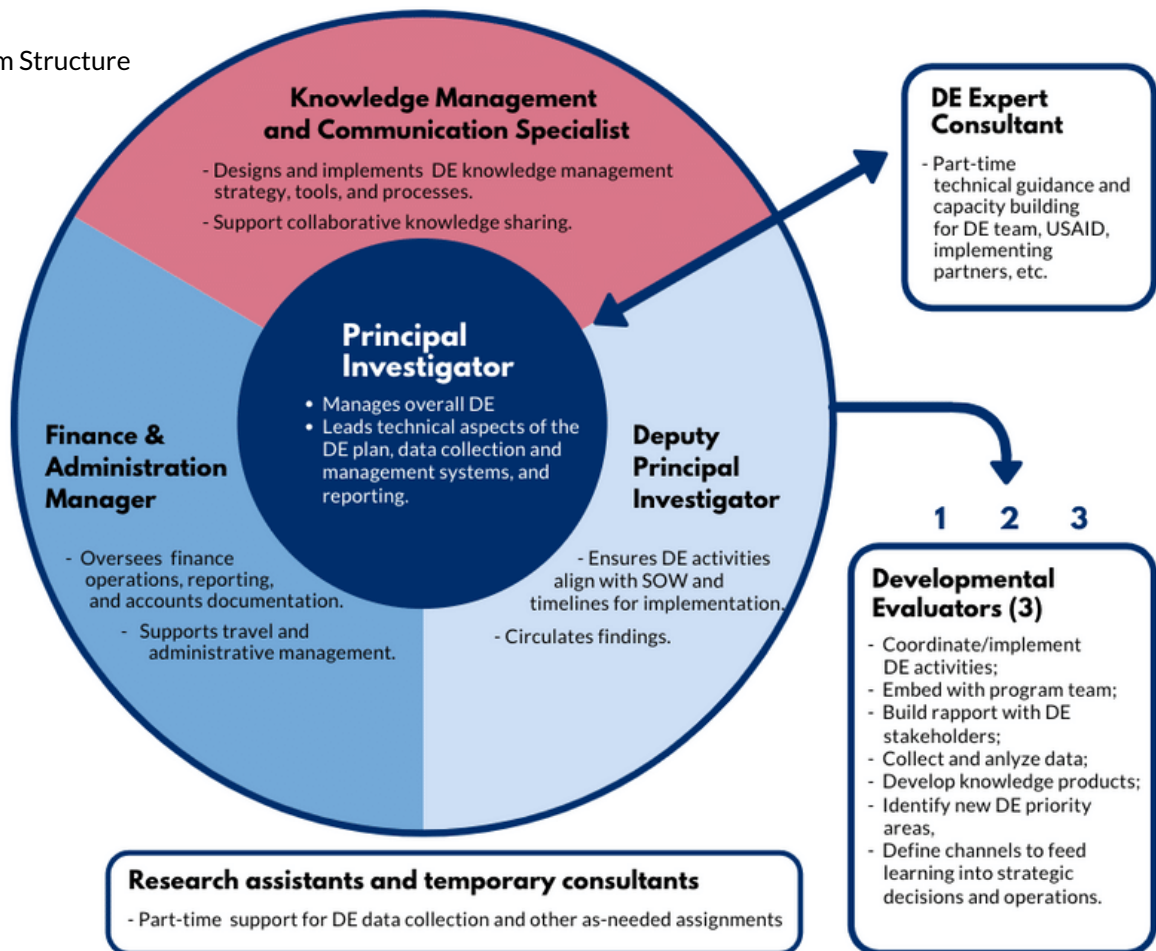 m Structure
Knowledge Management
and Communication Specialist
- Designs and implements DE knowledge management
strategy, tools, and processes.
- Support collaborative knowledge sharing.
DE Expert
Consultant
- Part-time
technical guidance and
capacity building
for DE team, USAID,
implementing
partners, etc.
Principal
Investigator
• Manages overall DE
• Leads technical aspects of the
DE plan, data collection and
management systems, and
reporting.
Finance &
Administration
Manager
- Oversees finance
operations, reporting,
and accounts documentation.
- Supports travel and
administrative management.
Deputy
Principal
Investigator
- Ensures DE activities
align with SOW and
timelines for implementation.
- Circulates findings.
1 2 3
Developmental
Evaluators (3)
- Coordinate/implement
DE activities;
- Embed with program team;
- Build rapport with DE
stakeholders;
- Collect and anlyze data;
- Develop knowledge products;
- Identify new DE priority
areas,
- Define channels to feed
learning into strategic
decisions and operations.
Research assistants and temporary consultants
- Part-time support for DE data collection and other as-needed assignments